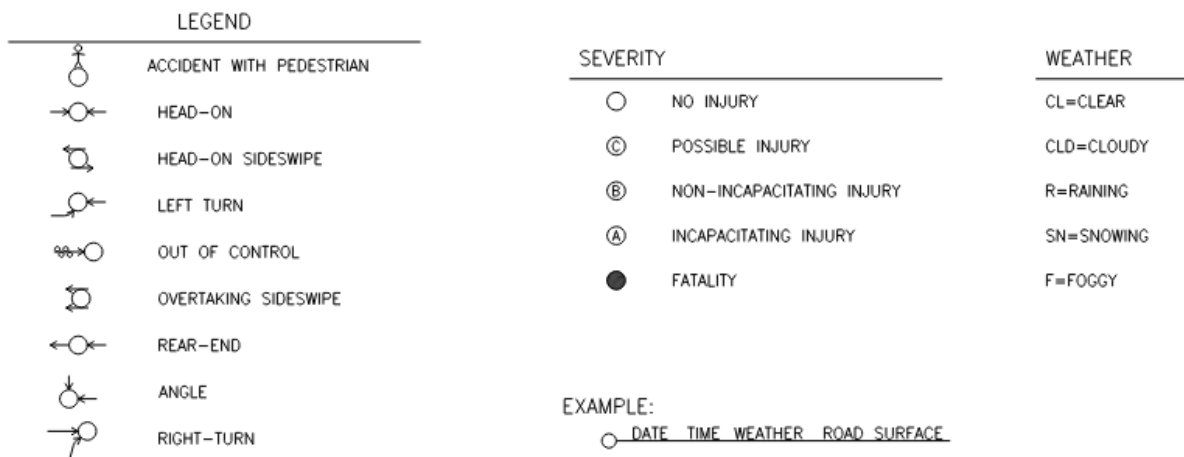 LEGEND
ACCIDENT WITH PEDESTRIAN
HEAD-ON
HEAD-ON SIDESWIPE
LEFT TURN
OUT OF CONTROL
OVERTAKING SIDESWIPE
REAR-END
ANGLE
RIGHT-TURN
SEVERITY
NO INJURY
C POSSIBLE INJURY
B NON-INCAPACITATING INJURY
A INCAPACITATING INJURY
FATALITY
WEATHER
CL=CLEAR
CLD=CLOUDY
R=RAINING
SN=SNOWING
F=FOGGY
EXAMPLE:
DATE TIME WEATHER ROAD SURFACE